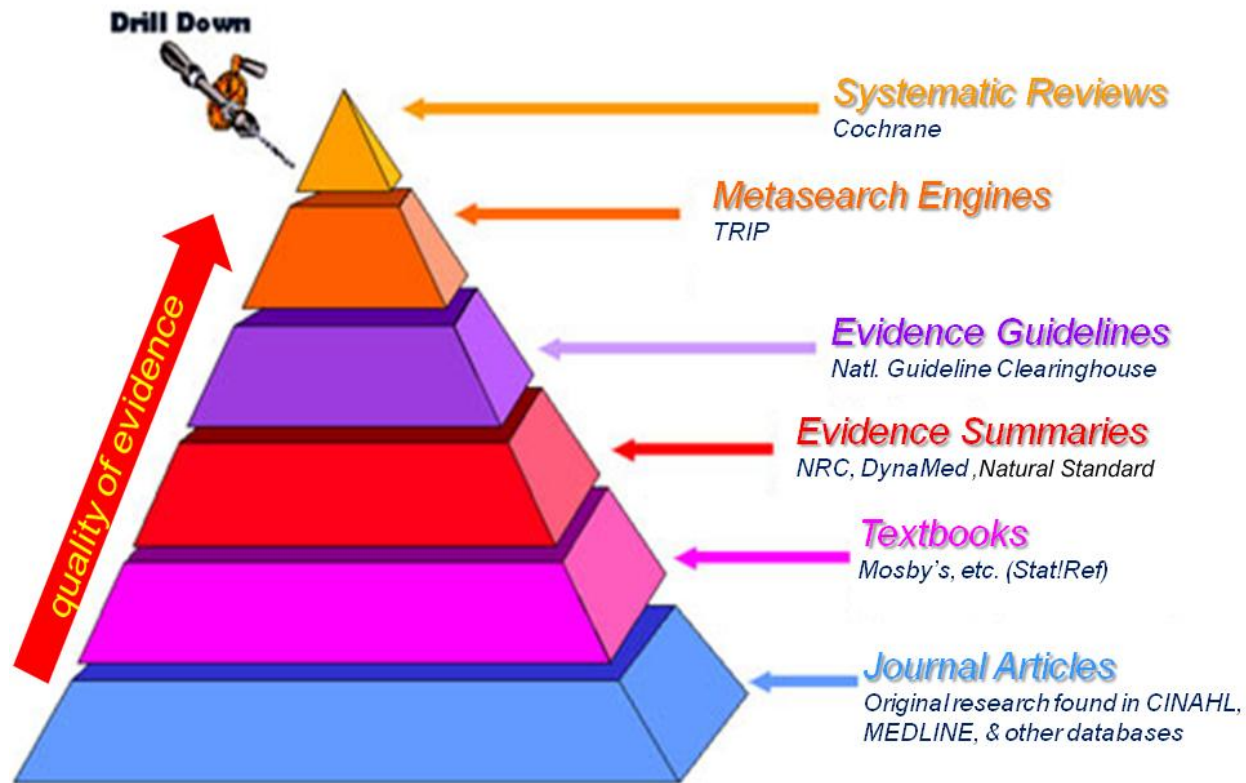 Drill Down
Systematic Reviews
Cochrane
Metasearch Engines
TRIP
Evidence Guidelines
Natl. Guideline Clearinghouse
quality of evidence
Evidence Summaries
NRC, DynaMed ,Natural Standard
Textbooks
Mosby's, etc. (Stat!Ref)
Journal Articles
Original research found in CINAHL,
MEDLINE, & other databases